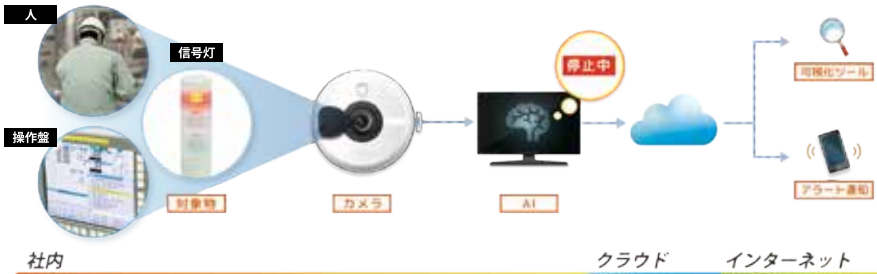 人
信号灯
停止中
可視化ツール
操作盤
対象物
カメラ
AI
アラート通知
社内
クラウド
インターネット